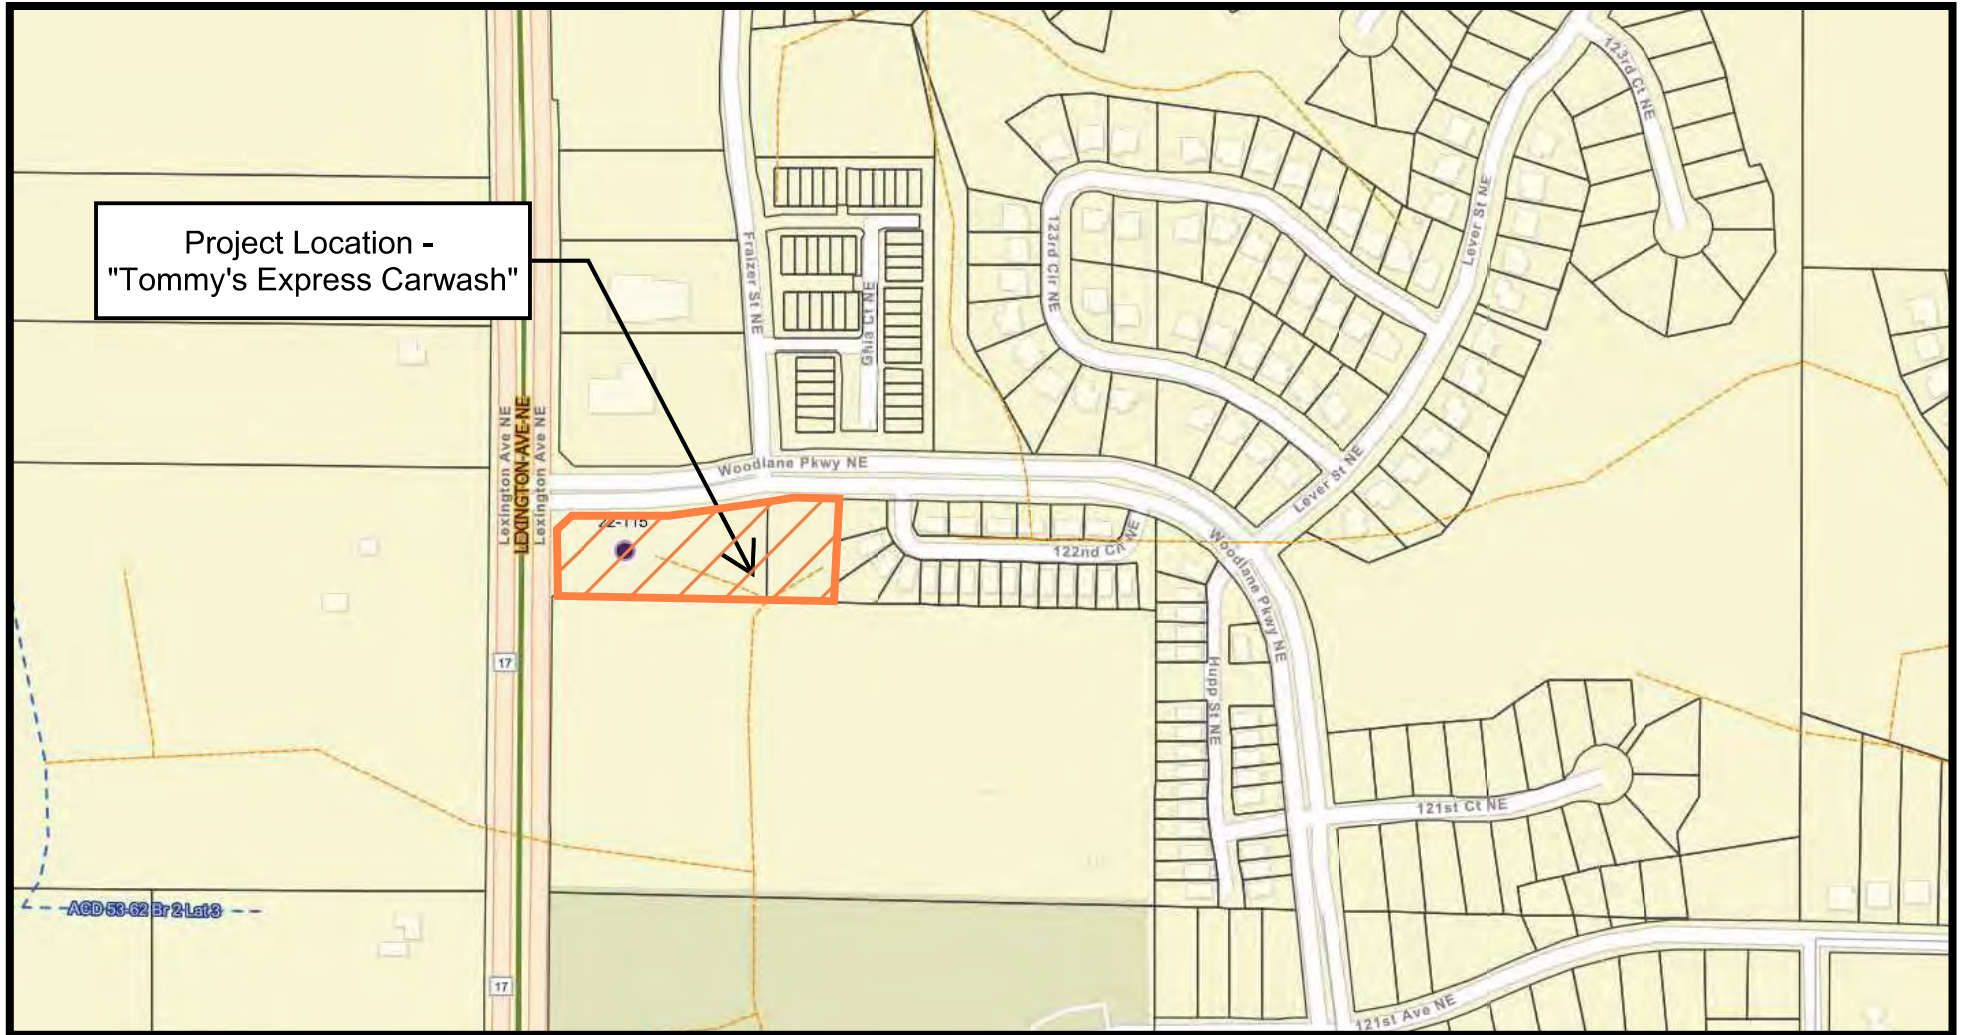 123rd Ct NE
Lever St NE
Project Location -
"Tommy's Express Carwash"
Fraizer St NE
123rd Cir NE
Ghia Ct NE
Lexington Ave NE
LEXINGTON-AVE-NE
Lexington Ave NE
Woodlane Pkwy NE
Lever St NE
22-115
122nd Cir NE
Woodlane Pkwy NE
17
Hupp St NE
121st Ct NE
ACD 53-62 Br 2 Lat 3
17
121st Ave NE